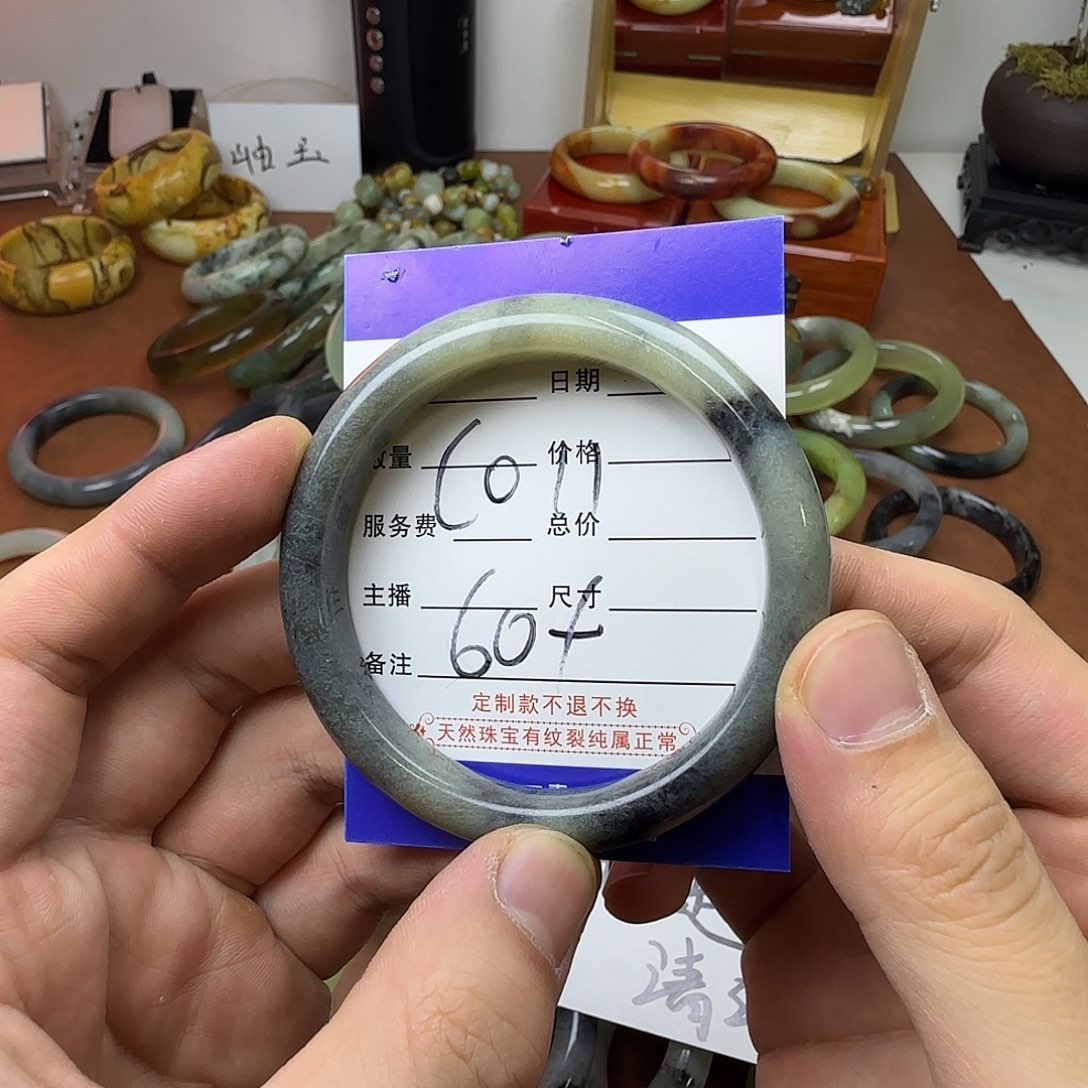 岫玉
日期
数量 价格
服务费 总价
主播 尺寸
60+
备注
定制款不退不换
天然珠宝有纹裂纯属正常